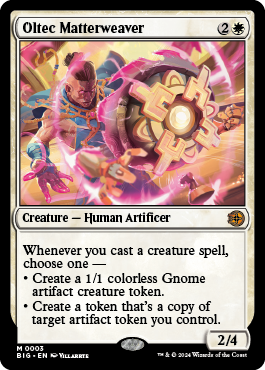 Oltec Matterweaver 2
Creature — Human Artificer
Whenever you cast a creature spell,
choose one —
• Create a 1/1 colorless Gnome
artifact creature token.
• Create a token that's a copy of
target artifact token you control.
2/4
M 0003
BIG • EN VILLARRTE
™ & © 2024 Wizards of the Coast